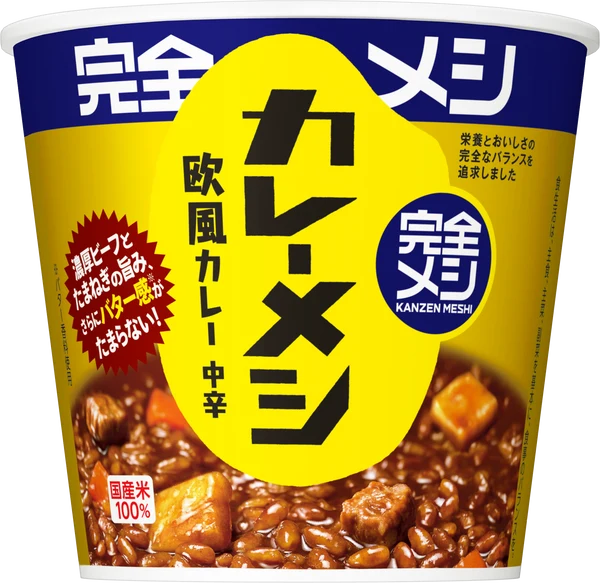 完全 メシ
カレーメシ
欧風カレー 中辛
栄養とおいしさの
完全なバランスを
追求しました
完全
メシ
KANZEN MESHI
濃厚ビーフと
たまねぎの旨み、
さらにバター感※が
たまらない!
国産米
100%